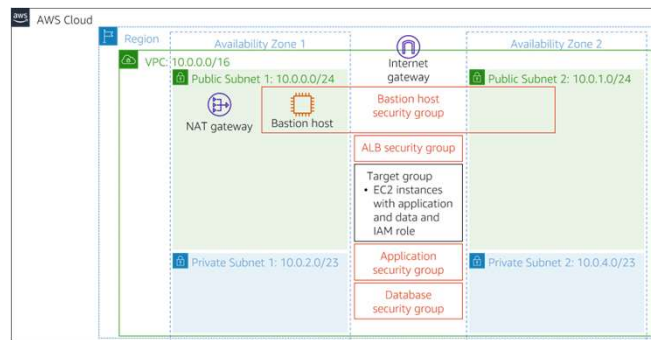 aws
AWS Cloud
Region
Availability Zone 1
Availability Zone 2
VPC: 10.0.0.0/16
Internet
gateway
Public Subnet 1: 10.0.0.0/24
Public Subnet 2: 10.0.1.0/24
NAT gateway
Bastion host
Bastion host
security group
ALB security group
Target group
• EC2 instances
with application
and data and
IAM role
Private Subnet 1: 10.0.2.0/23
Application
security group
Private Subnet 2: 10.0.4.0/23
Database
security group